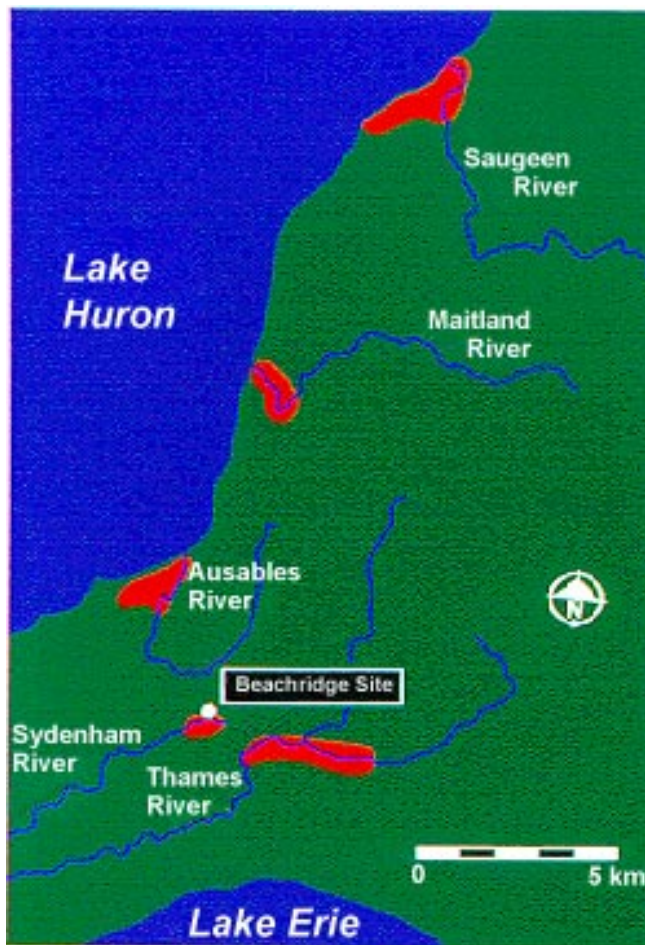 Saugeen
River
Lake
Huron
Maitland
River
Ausables
River
N
Beachridge Site
Sydenham
River
Thames
River
0 5 km
Lake Erie